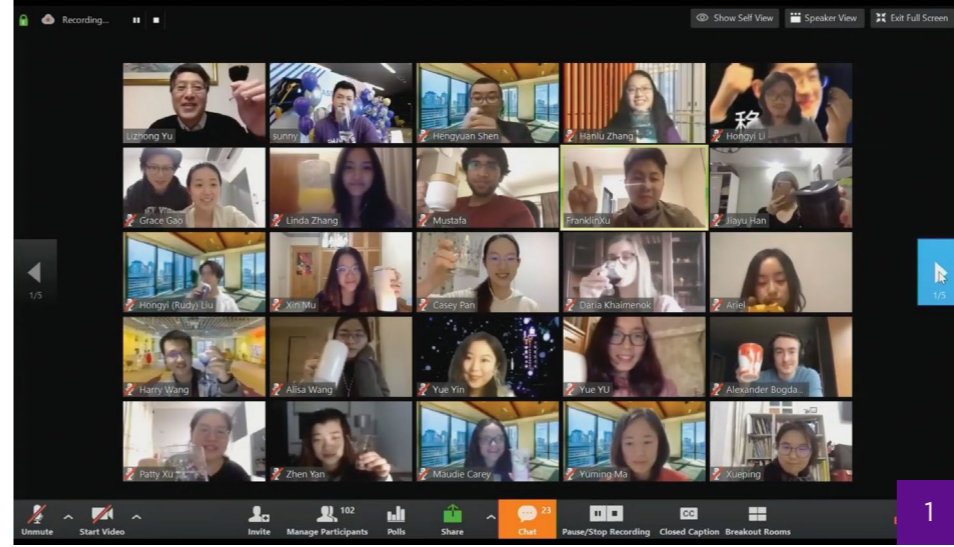 Recording...
Show Self View
Speaker View
Exit Full Screen
Lizhong Yu
sunny
Hengyuan Shen
Hanlu Zhang
移
Hongyi Li
Grace Gao
Linda Zhang
Mustafa
FranklinXu
Jiayu Han
1/5
Hongyi (Rudy) Liu
Xin Mu
Casey Pan
Daria Khaimenok
Ariel
1/5
Harry Wang
Alisa Wang
Yue Yin
Yue YU
Alexander Bogda...
Patty Xu
Zhen Yan
Maudie Carey
Yuming Ma
Xueping
Unmute
Start Video
Invite
102
Manage Participants
Polls
Share
23
Chat
Pause/Stop Recording
CC
Closed Caption
Breakout Rooms
1